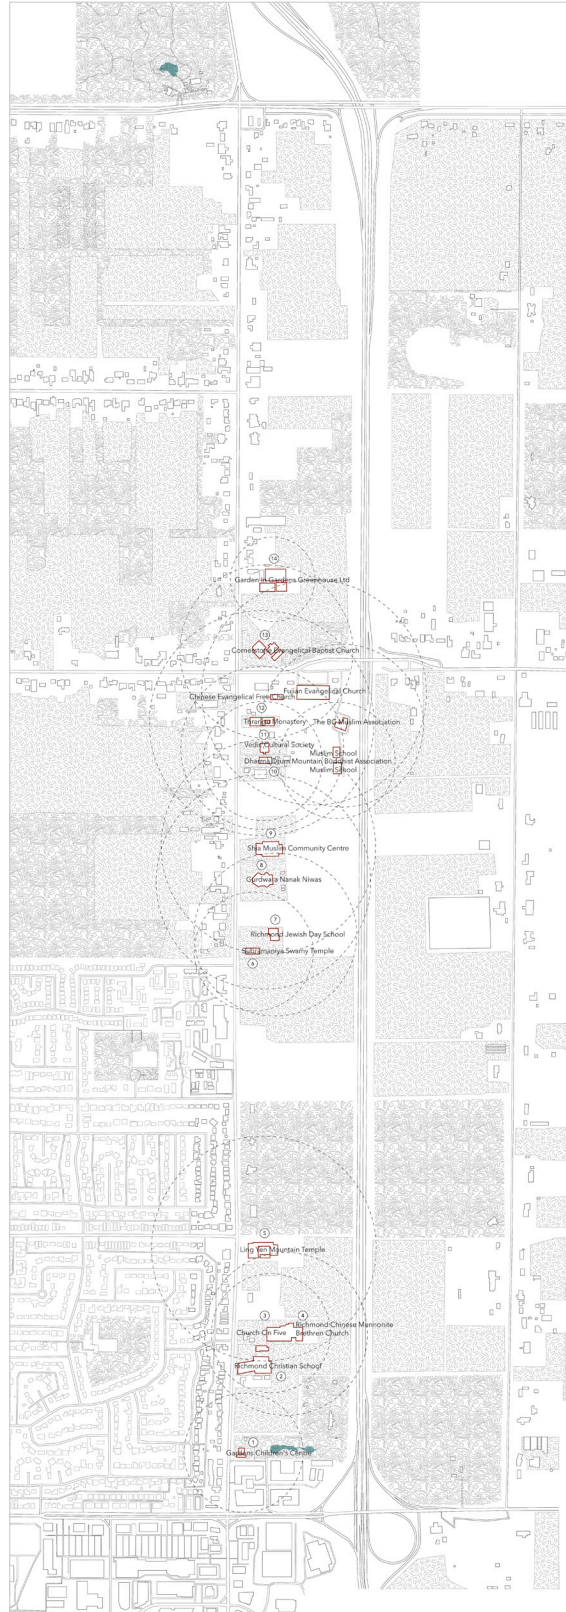 14
Garden In Gardens Greenhouse Ltd
13
Cornerstone Evangelical Baptist Church
Fujian Evangelical Church
Chinese Evangelical Free Church
12
Thrangu Monastery
The BC Muslim Association
11
Vedic Cultural Society
Muslim School
Dharma Drum Mountain Buddhist Association
Muslim School
10
9
Shia Muslim Community Centre
8
Gurdwara Nanak Niwas
7
Richmond Jewish Day School
Subramaniya Swamy Temple
6
5
Ling Yen Mountain Temple
3
4
Richmond Chinese Mennonite
Brethren Church
Church On Five
Richmond Christian School
2
1
Gardens Children's Centre